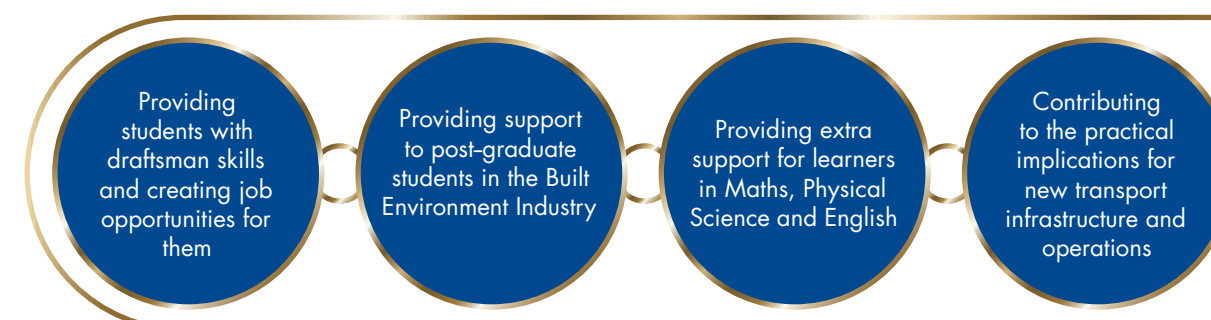 Providing
students with
draftsman skills
and creating job
opportunities for
them
Providing support
to post-graduate
students in the Built
Environment Industry
Providing extra
support for learners
in Maths, Physical
Science and English
Contributing
to the practical
implications for
new transport
infrastructure and
operations